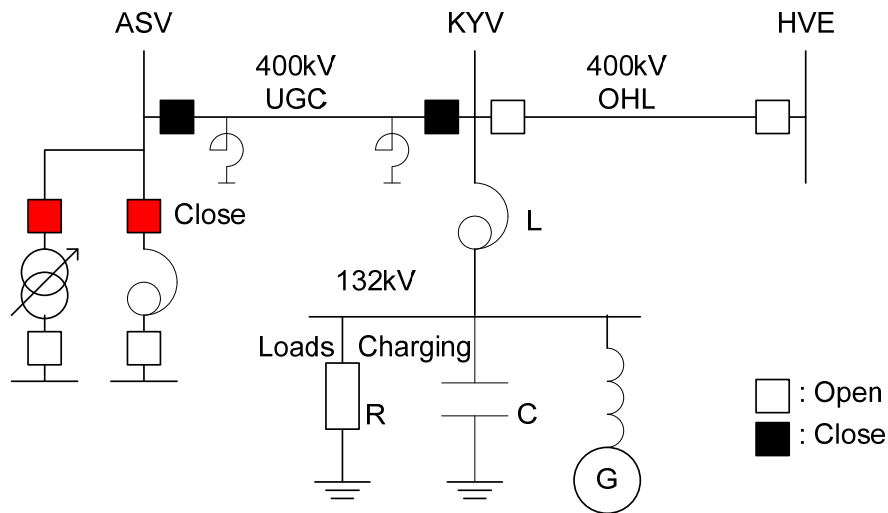 ASV
KYV
HVE
400kV
UGC
400kV
OHL
Close
L
132kV
Loads
Charging
R
C
G
: Open
: Close